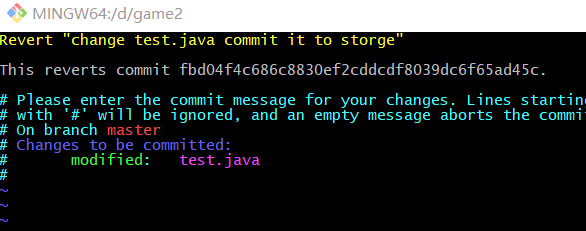 MINGW64:/d/game2
Revert "change test.java commit it to storge"
This reverts commit fbd04f4c686c8830ef2cddcdf8039dc6f65ad45c.
# Please enter the commit message for your changes. Lines startin
# with '#' will be ignored, and an empty message aborts the commi
# On branch master
# Changes to be committed:
#       modified:   test.java
#
~
~
~